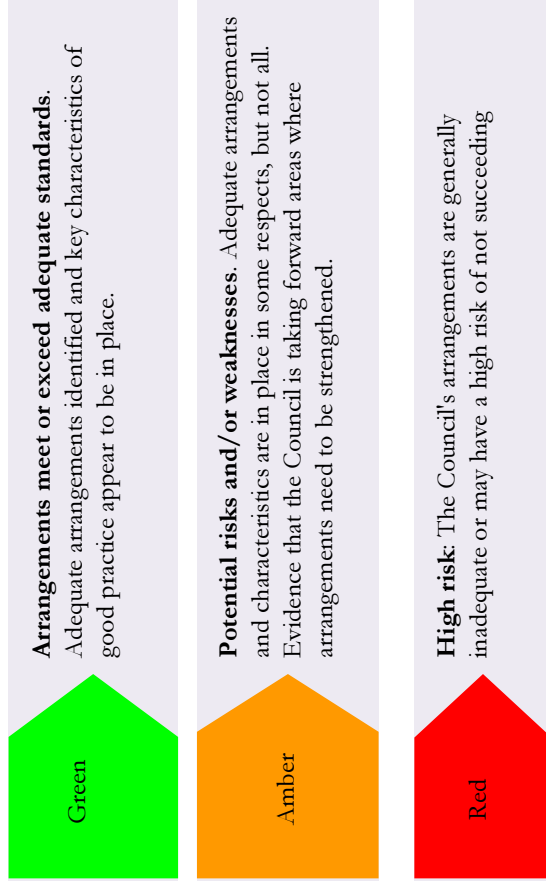 Green
Arrangements meet or exceed adequate standards.
Adequate arrangements identified and key characteristics of
good practice appear to be in place.
Amber
Potential risks and/or weaknesses. Adequate arrangements
and characteristics are in place in some respects, but not all.
Evidence that the Council is taking forward areas where
arrangements need to be strengthened.
Red
High risk: The Council's arrangements are generally
inadequate or may have a high risk of not succeeding